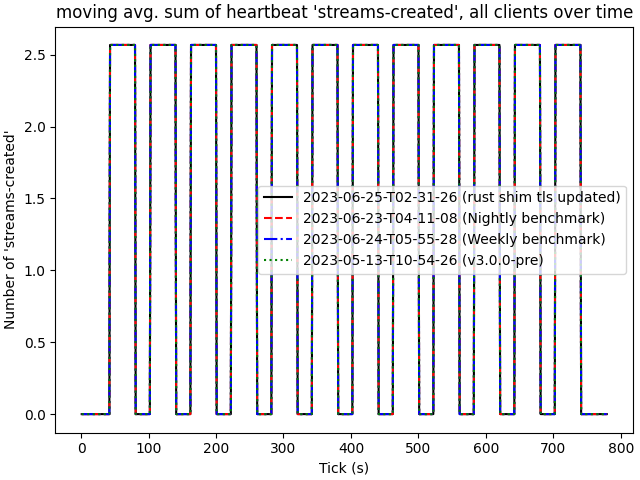 moving avg. sum of heartbeat 'streams-created', all clients over time
Number of 'streams-created'
2.5
2.0
1.5
1.0
0.5
0.0
2023-06-25-T02-31-26 (rust shim tls updated)
2023-06-23-T04-11-08 (Nightly benchmark)
2023-06-24-T05-55-28 (Weekly benchmark)
2023-05-13-T10-54-26 (v3.0.0-pre)
0 100 200 300 400 500 600 700 800
Tick (s)